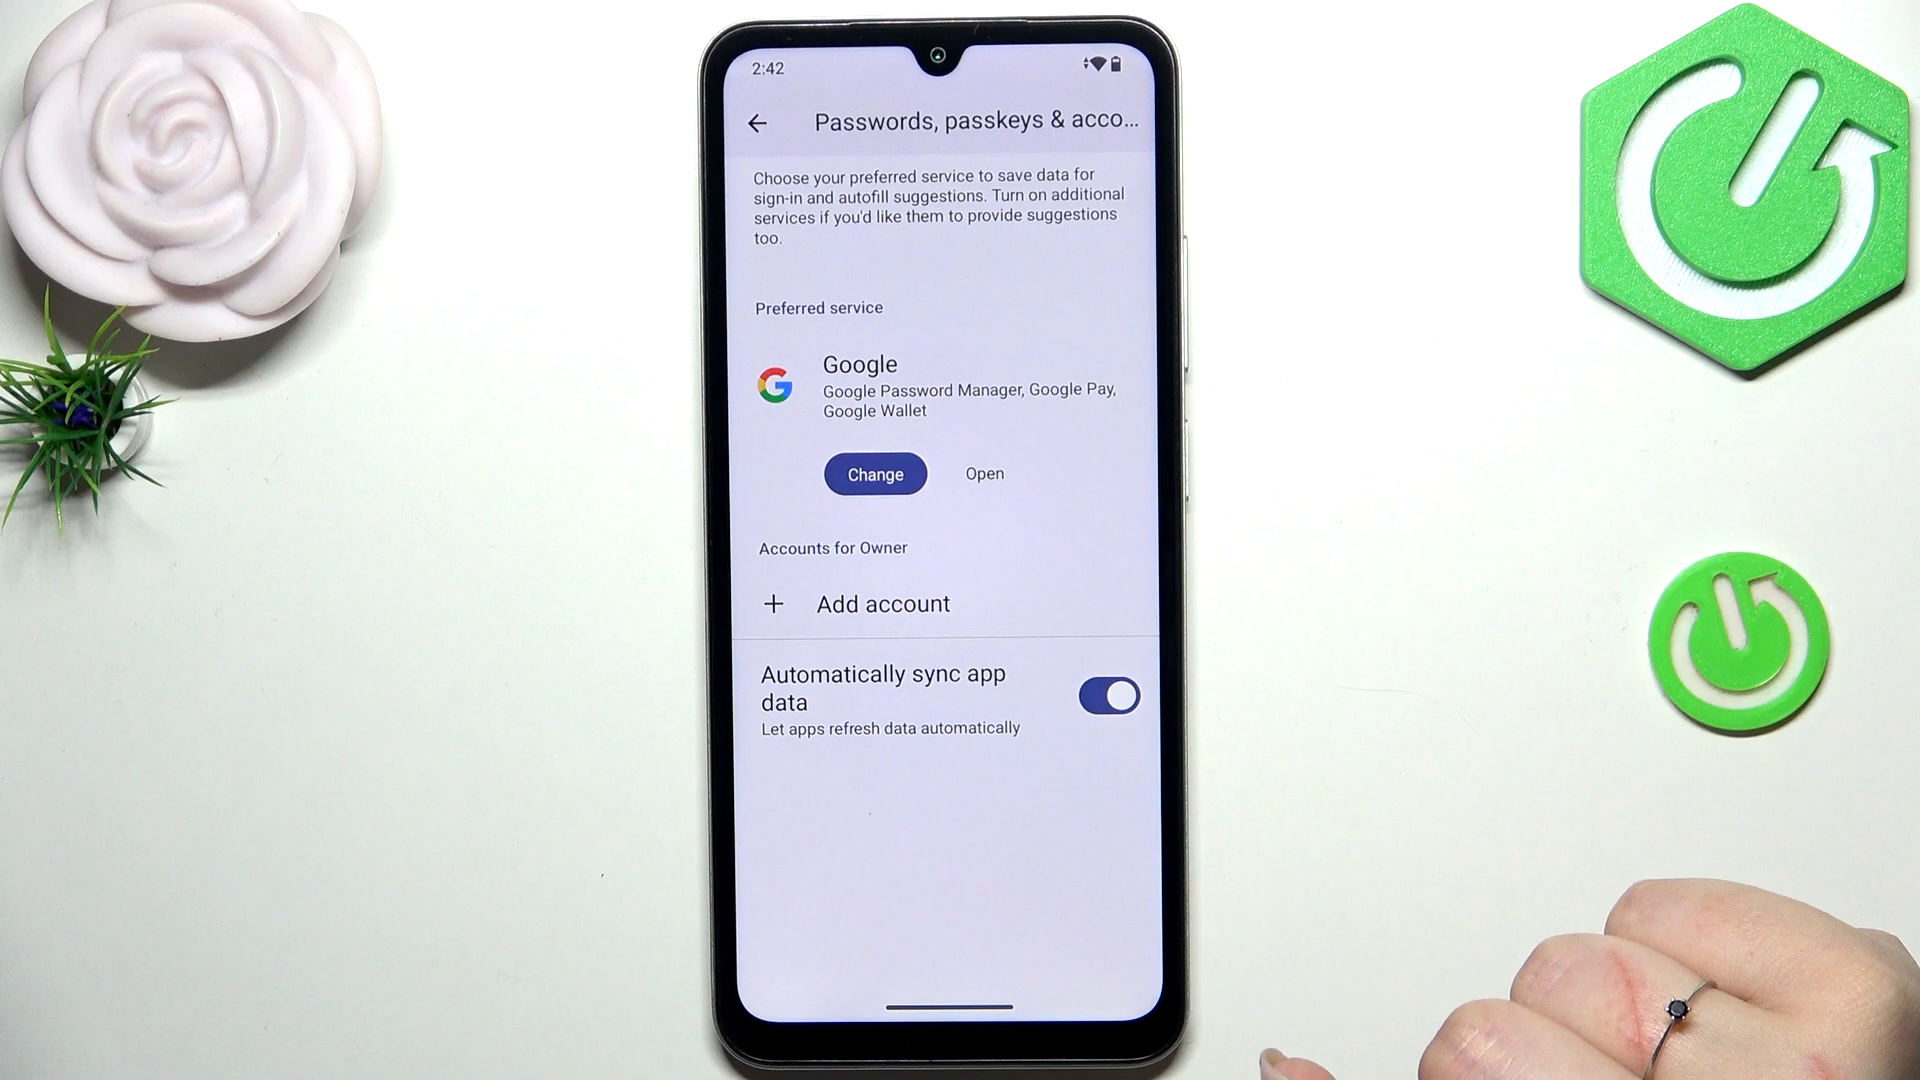 2:42
Passwords, passkeys & acco...
Choose your preferred service to save data for
sign-in and autofill suggestions. Turn on additional
services if you'd like them to provide suggestions
too.
Preferred service
Google
Google Password Manager, Google Pay,
Google Wallet
Change Open
Accounts for Owner
+ Add account
Automatically sync app
data
Let apps refresh data automatically